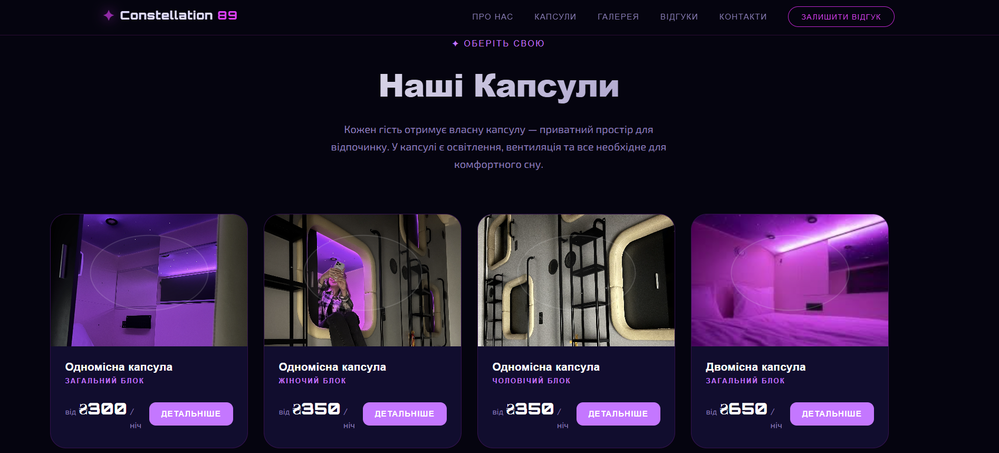 Constellation 89
ПРО НАС
КАПСУЛИ
ГАЛЕРЕЯ
ВІДГУКИ
КОНТАКТИ
ЗАЛИШИТИ ВІДГУК
✦ ОБЕРІТЬ СВОЮ
Наші Капсули
Кожен гість отримує власну капсулу — приватний простір для
відпочинку. У капсулі є освітлення, вентиляція та все необхідне для
комфортного сну.
Одномісна капсула
ЗАГАЛЬНИЙ БЛОК
від ₴300 /
ніч
ДЕТАЛЬНІШЕ
Одномісна капсула
ЖІНОЧИЙ БЛОК
від ₴350 /
ніч
ДЕТАЛЬНІШЕ
Одномісна капсула
ЧОЛОВІЧИЙ БЛОК
від ₴350 /
ніч
ДЕТАЛЬНІШЕ
Двомісна капсула
ЗАГАЛЬНИЙ БЛОК
від ₴650 /
ніч
ДЕТАЛЬНІШЕ